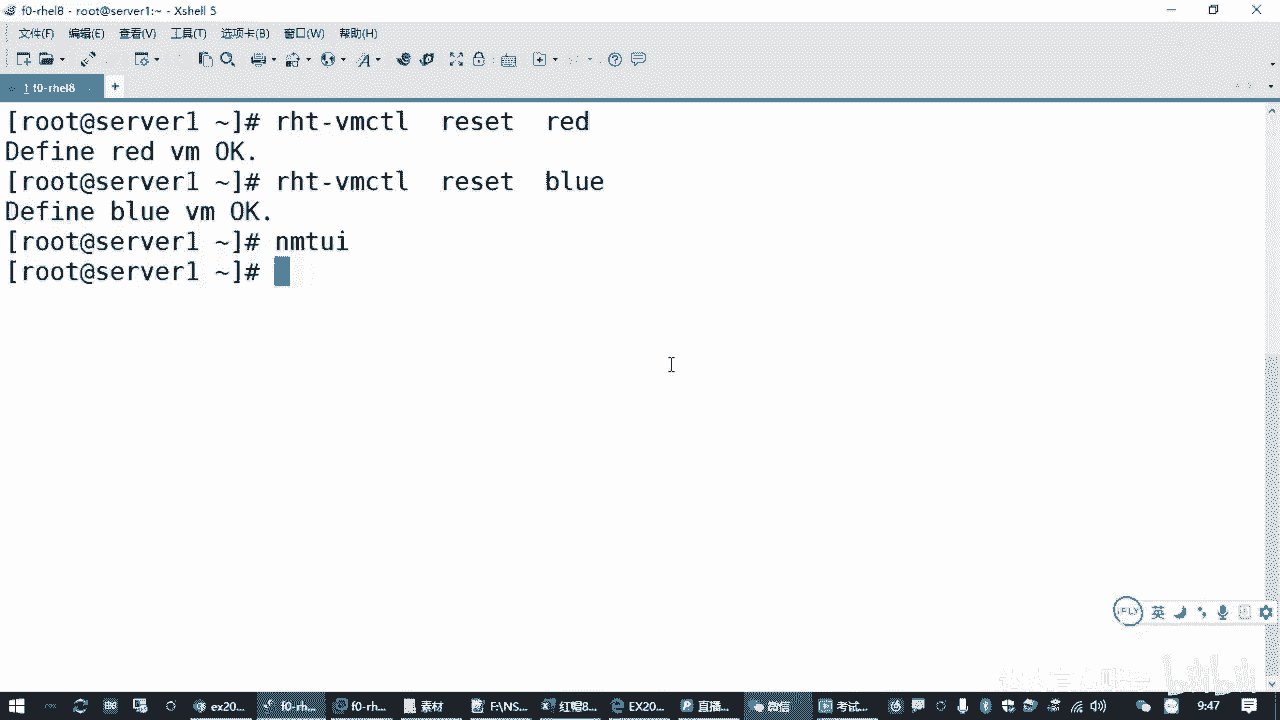 f0-rhel8 - root@server1:~ - Xshell 5
文件(F) 编辑(E) 查看(V) 工具(T) 选项卡(B) 窗口(W) 帮助(H)
1 f0-rhel8
[root@server1 ~]# rht-vmctl reset red
Define red vm OK.
[root@server1 ~]# rht-vmctl reset blue
Define blue vm OK.
[root@server1 ~]# nmtui
[root@server1 ~]#
iFLY 英
ex20... f0-rh... f0-rh... 素材 F:\NS... 红帽8... EX20... 直播... 微信 考试... 9:47